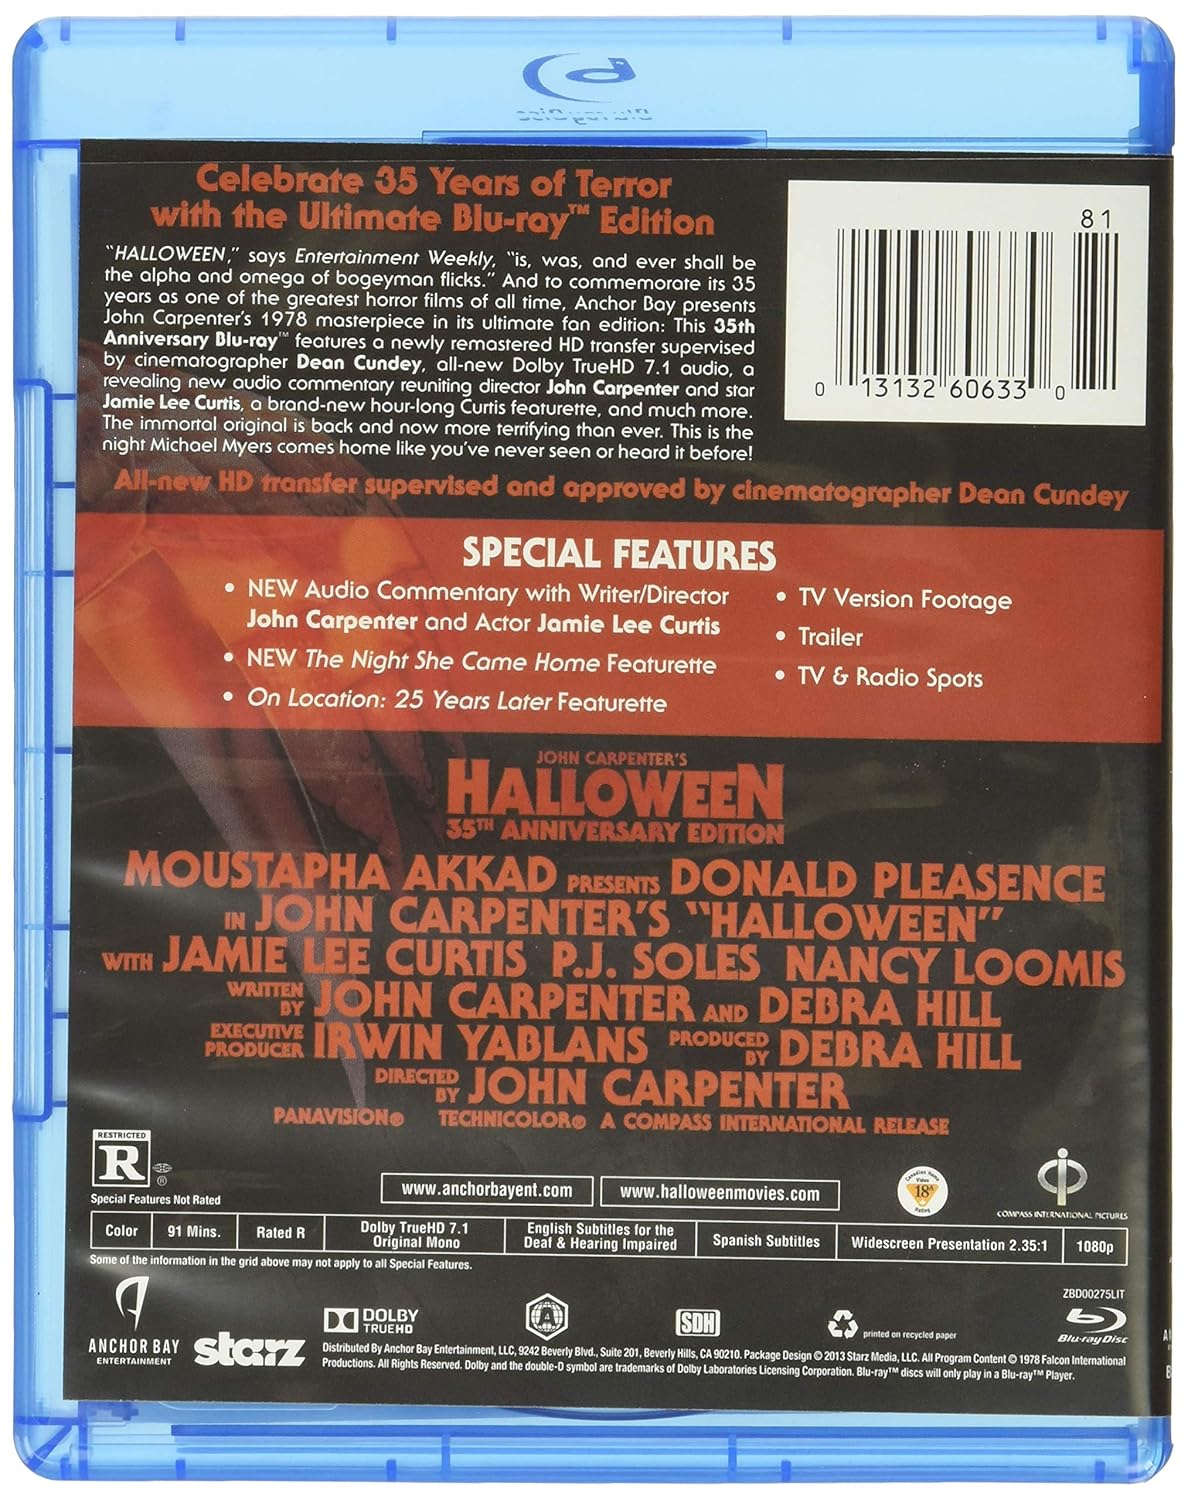 Blu-ray Disc
Celebrate 35 Years of Terror
with the Ultimate Blu-ray™ Edition
"HALLOWEEN," says Entertainment Weekly, "is, was, and ever shall be
the alpha and omega of bogeyman flicks." And to commemorate its 35
years as one of the greatest horror films of all time, Anchor Bay presents
John Carpenter's 1978 masterpiece in its ultimate fan edition: This 35th
Anniversary Blu-ray™ features a newly remastered HD transfer supervised
by cinematographer Dean Cundey, all-new Dolby TrueHD 7.1 audio, a
revealing new audio commentary reuniting director John Carpenter and star
Jamie Lee Curtis, a brand-new hour-long Curtis featurette, and much more.
The immortal original is back and now more terrifying than ever. This is the
night Michael Myers comes home like you've never seen or heard it before!
81
0 13132 60633 0
All-new HD transfer supervised and approved by cinematographer Dean Cundey
SPECIAL FEATURES
• NEW Audio Commentary with Writer/Director
John Carpenter and Actor Jamie Lee Curtis
• NEW The Night She Came Home Featurette
• On Location: 25 Years Later Featurette
• TV Version Footage
• Trailer
• TV & Radio Spots
JOHN CARPENTER'S
HALLOWEEN
35TH ANNIVERSARY EDITION
MOUSTAPHA AKKAD PRESENTS DONALD PLEASENCE
IN JOHN CARPENTER'S "HALLOWEEN"
WITH JAMIE LEE CURTIS P.J. SOLES NANCY LOOMIS
WRITTEN BY JOHN CARPENTER AND DEBRA HILL
EXECUTIVE PRODUCER IRWIN YABLANS PRODUCED BY DEBRA HILL
DIRECTED BY JOHN CARPENTER
PANAVISION® TECHNICOLOR® A COMPASS INTERNATIONAL RELEASE
RESTRICTED
R
®
Special Features Not Rated
www.anchorbayent.com
www.halloweenmovies.com
Canadian Home
Video
18A
Rating
COMPASS INTERNATIONAL PICTURES
Color
91 Mins.
Rated R
Dolby TrueHD 7.1
Original Mono
English Subtitles for the
Deaf & Hearing Impaired
Spanish Subtitles
Widescreen Presentation 2.35:1
1080p
Some of the information in the grid above may not apply to all Special Features.
ZBD00275LIT
ANCHOR BAY
ENTERTAINMENT
starz
DOLBY
TRUEHD
A
SDH
printed on recycled paper
Blu-ray Disc
Distributed By Anchor Bay Entertainment, LLC, 9242 Beverly Blvd., Suite 201, Beverly Hills, CA 90210. Package Design © 2013 Starz Media, LLC. All Program Content © 1978 Falcon International
Productions. All Rights Reserved. Dolby and the double-D symbol are trademarks of Dolby Laboratories Licensing Corporation. Blu-ray™ discs will only play in a Blu-ray™ Player.